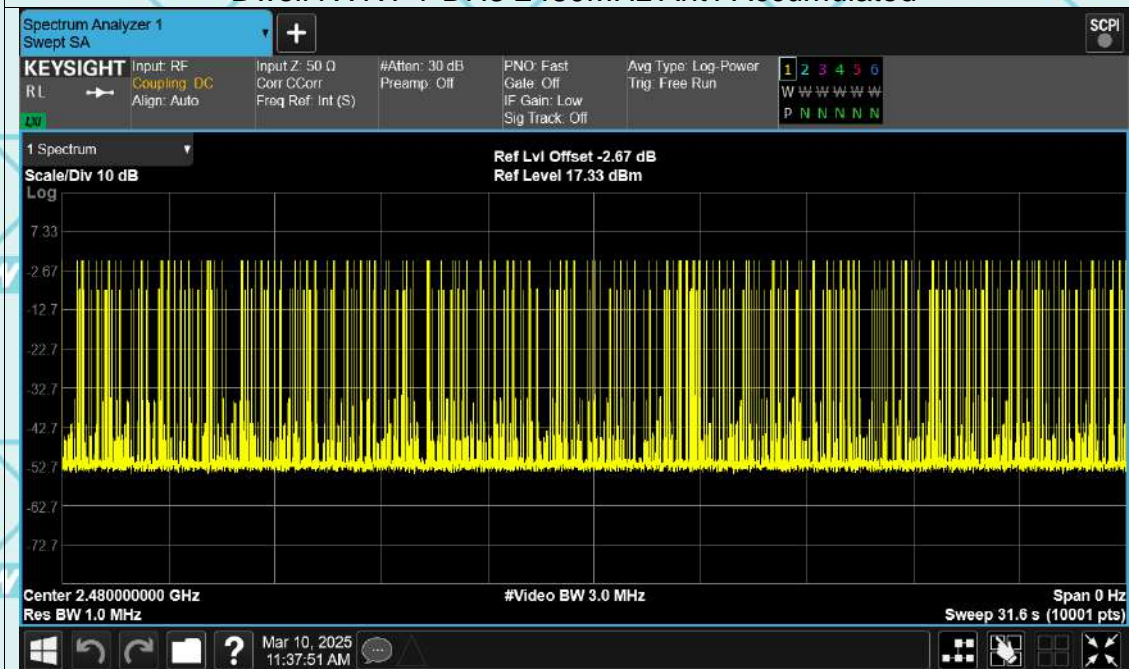 Spectrum Analyzer 1
Swept SA
+
SCPI
KEYSIGHT
RL
LXI
Input: RF
Coupling: DC
Align: Auto
Input Z: 50 Ω
Corr CCorr
Freq Ref: Int (S)
#Atten: 30 dB
Preamp: Off
PNO: Fast
Gate: Off
IF Gain: Low
Sig Track: Off
Avg Type: Log-Power
Trig: Free Run
1 2 3 4 5 6
W W W W W W
P N N N N N
1 Spectrum
Scale/Div 10 dB
Log
Ref Lvl Offset -2.67 dB
Ref Level 17.33 dBm
7.33
-2.67
-12.7
-22.7
-32.7
-42.7
-52.7
-62.7
-72.7
Center 2.480000000 GHz
Res BW 1.0 MHz
#Video BW 3.0 MHz
Span 0 Hz
Sweep 31.6 s (10001 pts)
?
Mar 10, 2025
11:37:51 AM